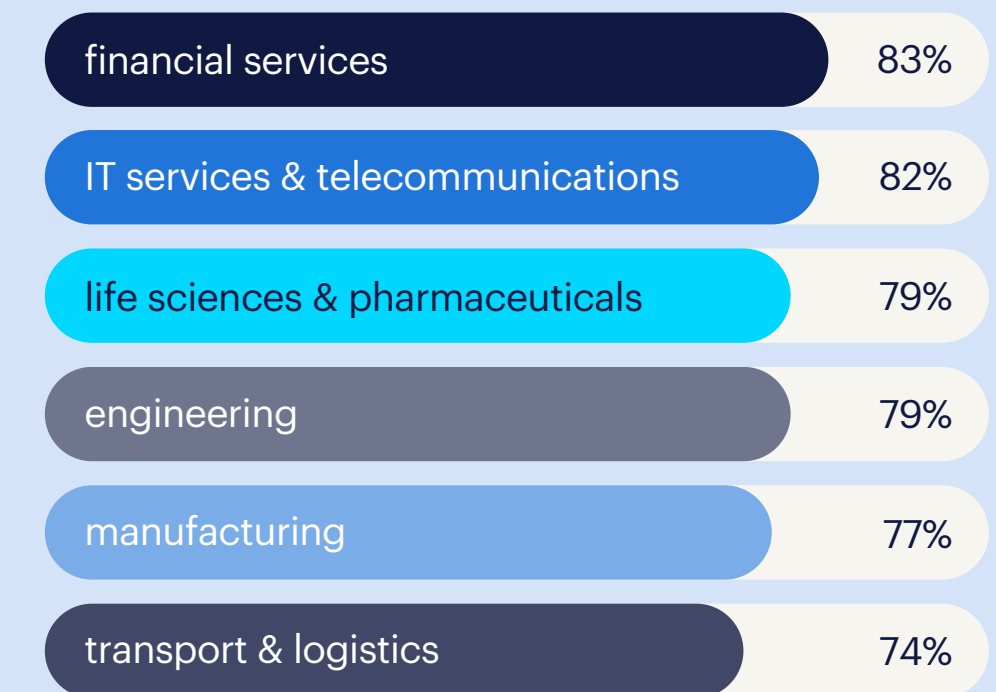 financial services 83%
IT services & telecommunications 82%
life sciences & pharmaceuticals 79%
engineering 79%
manufacturing 77%
transport & logistics 74%